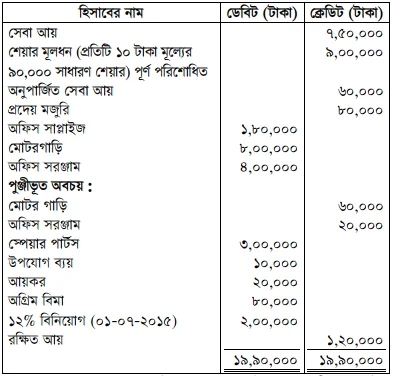 হিসাবের নাম ডেবিট (টাকা) ক্রেডিট (টাকা)
সেবা আয় ৭,৫০,০০০
শেয়ার মূলধন (প্রতিটি ১০ টাকা মূল্যের ৯,০০,০০০
৯০,০০০ সাধারণ শেয়ার) পূর্ণ পরিশোধিত
অনুপার্জিত সেবা আয় ৬০,০০০
প্রদেয় মজুরি ৮০,০০০
অফিস সাপ্লাইজ ১,৮০,০০০
মোটরগাড়ি ৮,০০,০০০
অফিস সরঞ্জাম ৪,০০,০০০
পুঞ্জীভূত অবচয় :
মোটর গাড়ি ৬০,০০০
অফিস সরঞ্জাম ২০,০০০
স্পেয়ার পার্টস ৩,০০,০০০
উপযোগ ব্যয় ১০,০০০
আয়কর ২০,০০০
অগ্রিম বিমা ৮০,০০০
১২% বিনিয়োগ (০১-০৭-২০১৫) ২,০০,০০০
রক্ষিত আয় ১,২০,০০০
১৯,৯০,০০০ ১৯,৯০,০০০